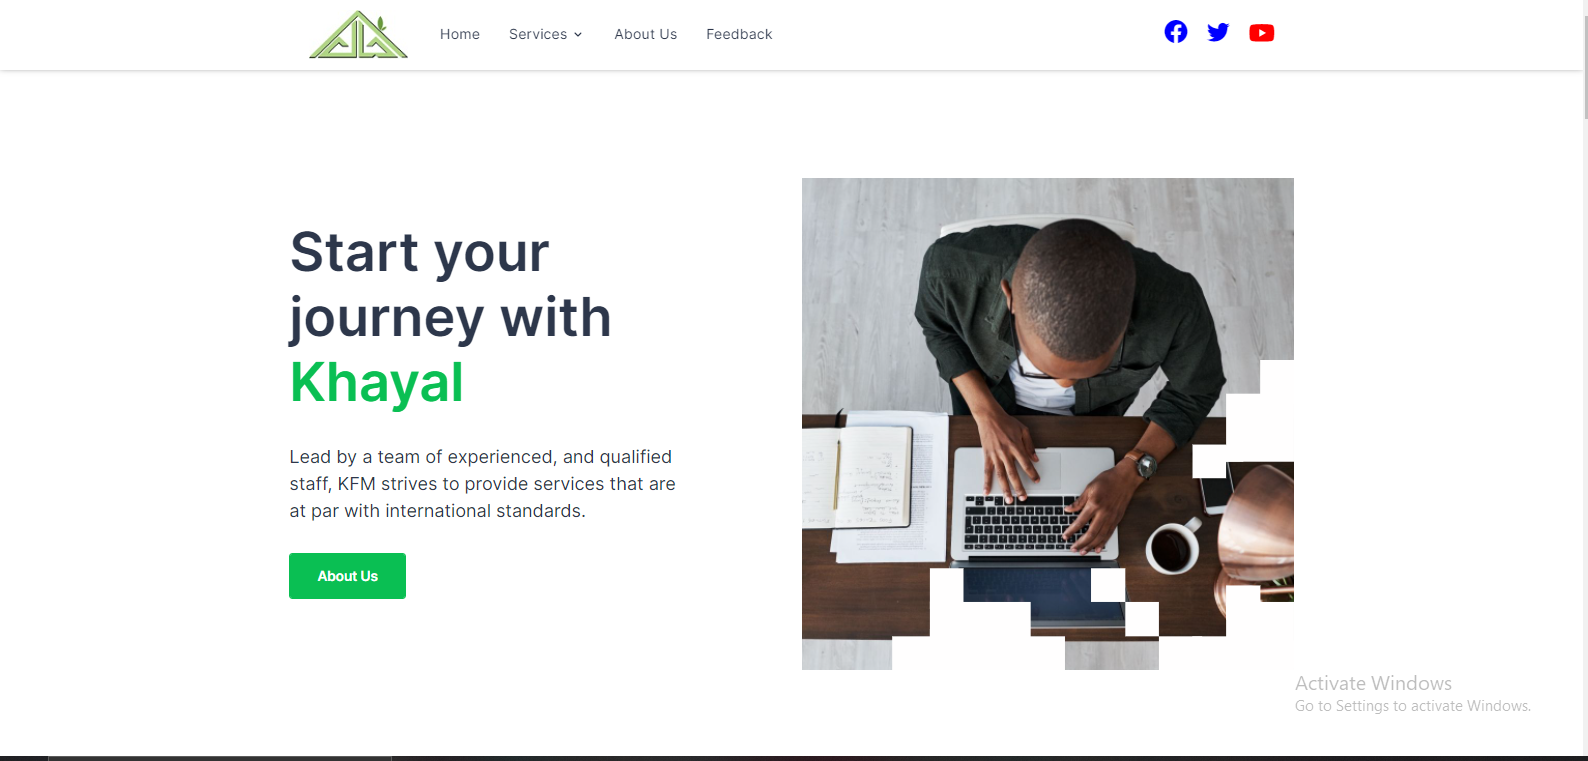 Home Services About Us Feedback
Start your
journey with
Khayal
Lead by a team of experienced, and qualified
staff, KFM strives to provide services that are
at par with international standards.
About Us
Activate Windows
Go to Settings to activate Windows.